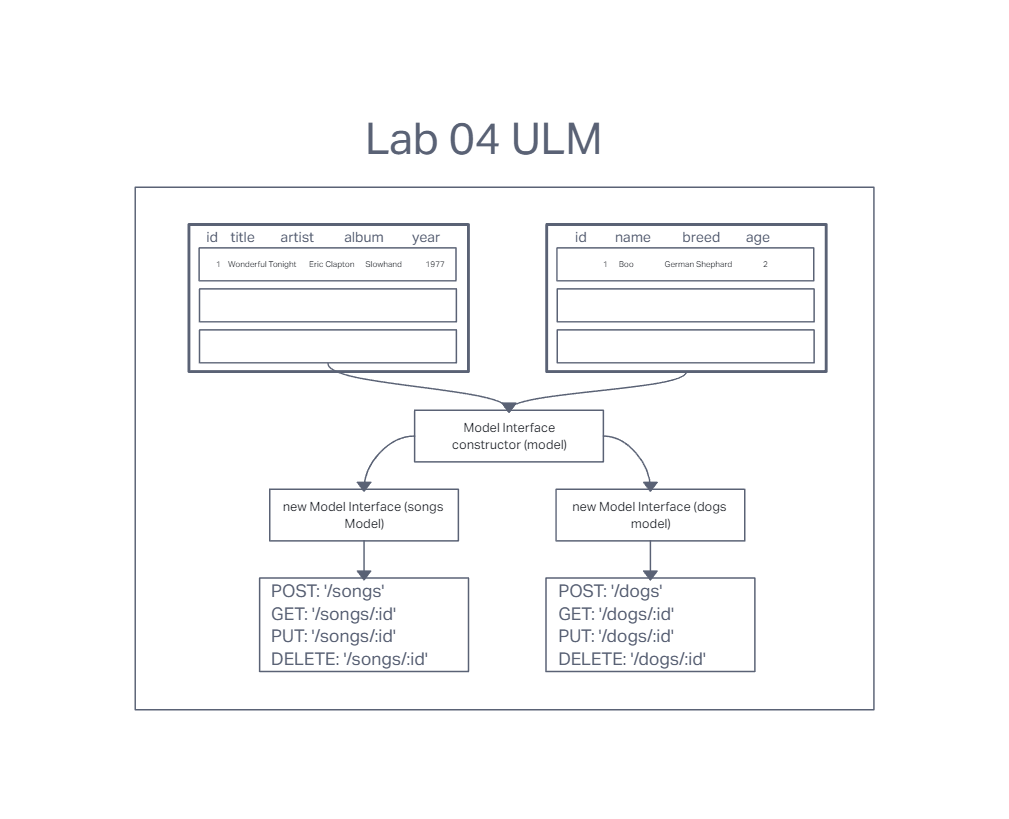 Lab 04 ULM
id title artist album year
1 Wonderful Tonight Eric Clapton Slowhand 1977
id name breed age
1 Boo German Shephard 2
Model Interface
constructor (model)
new Model Interface (songs
Model)
new Model Interface (dogs
model)
POST: '/songs'
GET: '/songs/:id'
PUT: '/songs/:id'
DELETE: '/songs/:id'
POST: '/dogs'
GET: '/dogs/:id'
PUT: '/dogs/:id'
DELETE: '/dogs/:id'